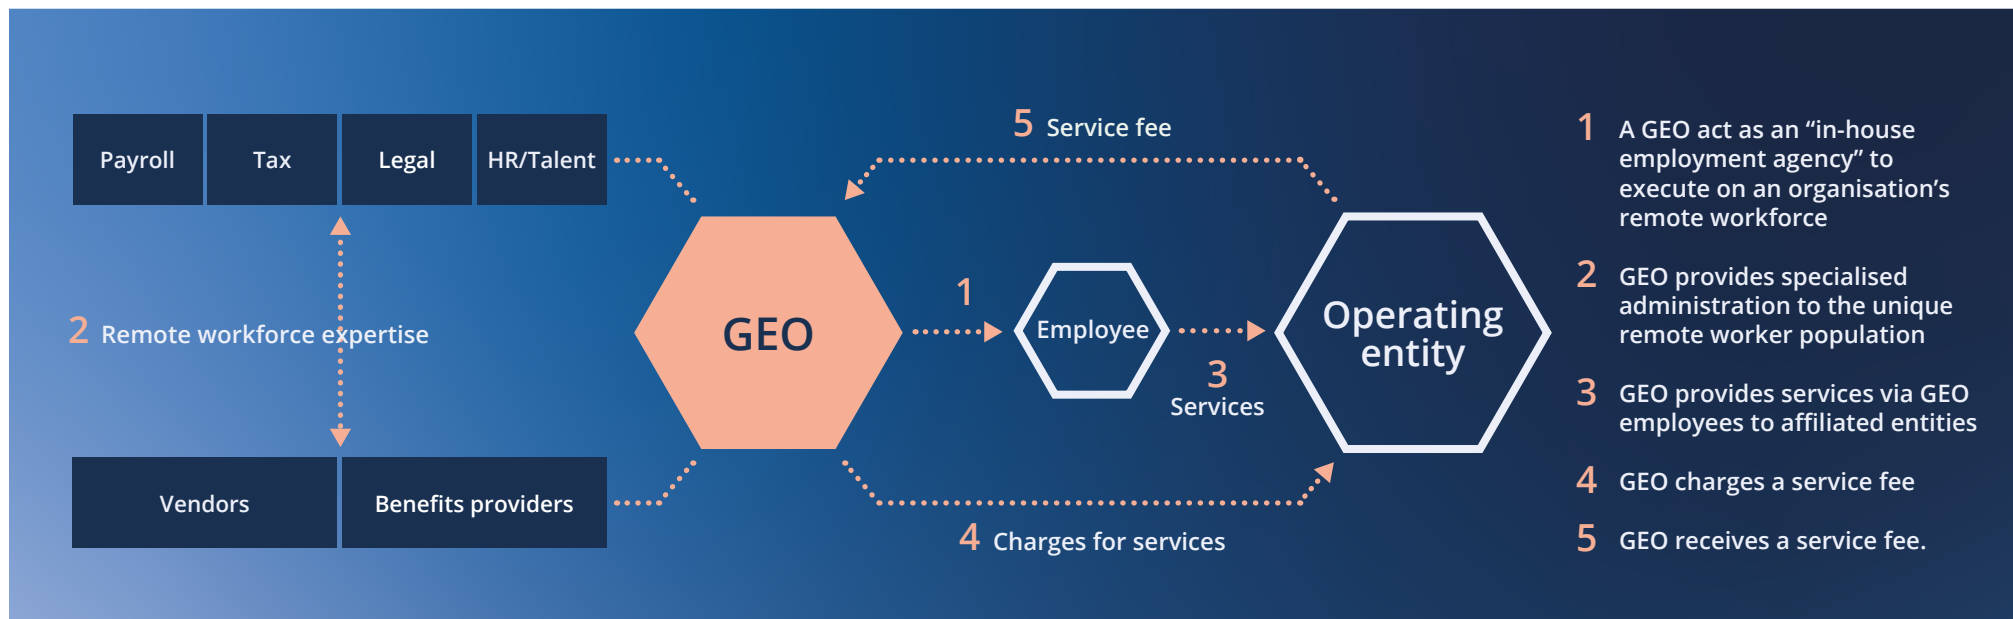 Payroll
Tax
Legal
HR/Talent
2 Remote workforce expertise
Vendors
Benefits providers
GEO
5 Service fee
1
Employee
3
Services
Operating
entity
4 Charges for services
1 A GEO act as an “in-house
employment agency” to
execute on an organisation’s
remote workforce
2 GEO provides specialised
administration to the unique
remote worker population
3 GEO provides services via GEO
employees to affiliated entities
4 GEO charges a service fee
5 GEO receives a service fee.